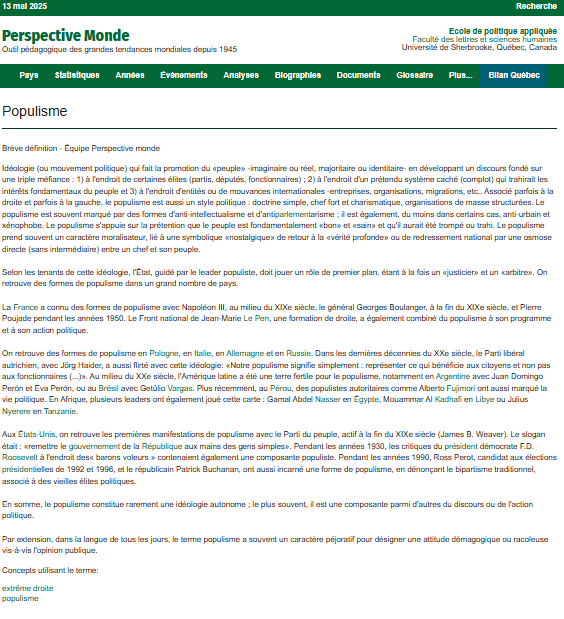 13 mai 2025 Recherche
Perspective Monde
Outil pédagogique des grandes tendances mondiales depuis 1945
Ecole de politique appliquée
Faculté des lettres et sciences humaines
Université de Sherbrooke, Québec, Canada
Pays Statistiques Années Événements Analyses Biographies Documents Glossaire Plus... Bilan Québec
Populisme
Brève définition - Équipe Perspective monde
Idéologie (ou mouvement politique) qui fait la promotion du «peuple» -imaginaire ou réel, majoritaire ou identitaire- en développant un discours fondé sur
une triple méfiance : 1) à l'endroit de certaines élites (partis, députés, fonctionnaires) ; 2) à l'endroit d'un prétendu système caché (complot) qui trahirait les
intérêts fondamentaux du peuple et 3) à l'endroit d'entités ou de mouvances internationales -entreprises, organisations, migrations, etc.. Associé parfois à la
droite et parfois à la gauche, le populisme est aussi un style politique : doctrine simple, chef fort et charismatique, organisations de masse structurées. Le
populisme est souvent marqué par des formes d'anti-intellectualisme et d'antiparlementarisme ; il est également, du moins dans certains cas, anti-urbain et
xénophobe. Le populisme s'appuie sur la prétention que le peuple est fondamentalement «bon» et «sain» et qu'il aurait été trompé ou trahi. Le populisme
prend souvent un caractère moralisateur, lié à une symbolique «nostalgique» de retour à la «vérité profonde» ou de redressement national par une osmose
directe (sans intermédiaire) entre un chef et son peuple.
Selon les tenants de cette idéologie, l'État, guidé par le leader populiste, doit jouer un rôle de premier plan, étant à la fois un «justicier» et un «arbitre». On
retrouve des formes de populisme dans un grand nombre de pays.
La France a connu des formes de populisme avec Napoléon III, au milieu du XIXe siècle, le général Georges Boulanger, à la fin du XIXe siècle, et Pierre
Poujade pendant les années 1950. Le Front national de Jean-Marie Le Pen, une formation de droite, a également combiné du populisme à son programme
et à son action politique.
On retrouve des formes de populisme en Pologne, en Italie, en Allemagne et en Russie. Dans les dernières décennies du XXe siècle, le Parti libéral
autrichien, avec Jörg Haider, a aussi flirté avec cette idéologie: «Notre populisme signifie simplement : représenter ce qui bénéficie aux citoyens et non pas
aux fonctionnaires (...)». Au milieu du XXe siècle, l'Amérique latine a été une terre fertile pour le populisme, notamment en Argentine avec Juan Domingo
Perón et Eva Perón, ou au Brésil avec Getûlio Vargas. Plus récemment, au Pérou, des populistes autoritaires comme Alberto Fujimori ont aussi marqué la
vie politique. En Afrique, plusieurs leaders ont également joué cette carte : Gamal Abdel Nasser en Égypte, Mouammar Al Kadhafi en Libye ou Julius
Nyerere en Tanzanie.
Aux États-Unis, on retrouve les premières manifestations de populisme avec le Parti du peuple, actif à la fin du XIXe siècle (James B. Weaver). Le slogan
était : «remettre le gouvernement de la République aux mains des gens simples». Pendant les années 1930, les critiques du président démocrate F.D.
Roosevelt à l'endroit des« barons voleurs » contenaient également une composante populiste. Pendant les années 1990, Ross Perot, candidat aux élections
présidentielles de 1992 et 1996, et le républicain Patrick Buchanan, ont aussi incarné une forme de populisme, en dénonçant le bipartisme traditionnel,
associé à des vieilles élites politiques.
En somme, le populisme constitue rarement une idéologie autonome ; le plus souvent, il est une composante parmi d'autres du discours ou de l'action
politique.
Par extension, dans la langue de tous les jours, le terme populisme a souvent un caractère péjoratif pour désigner une attitude démagogique ou racoleuse
vis-à-vis l'opinion publique.
Concepts utilisant le terme:
extrême droite
populisme